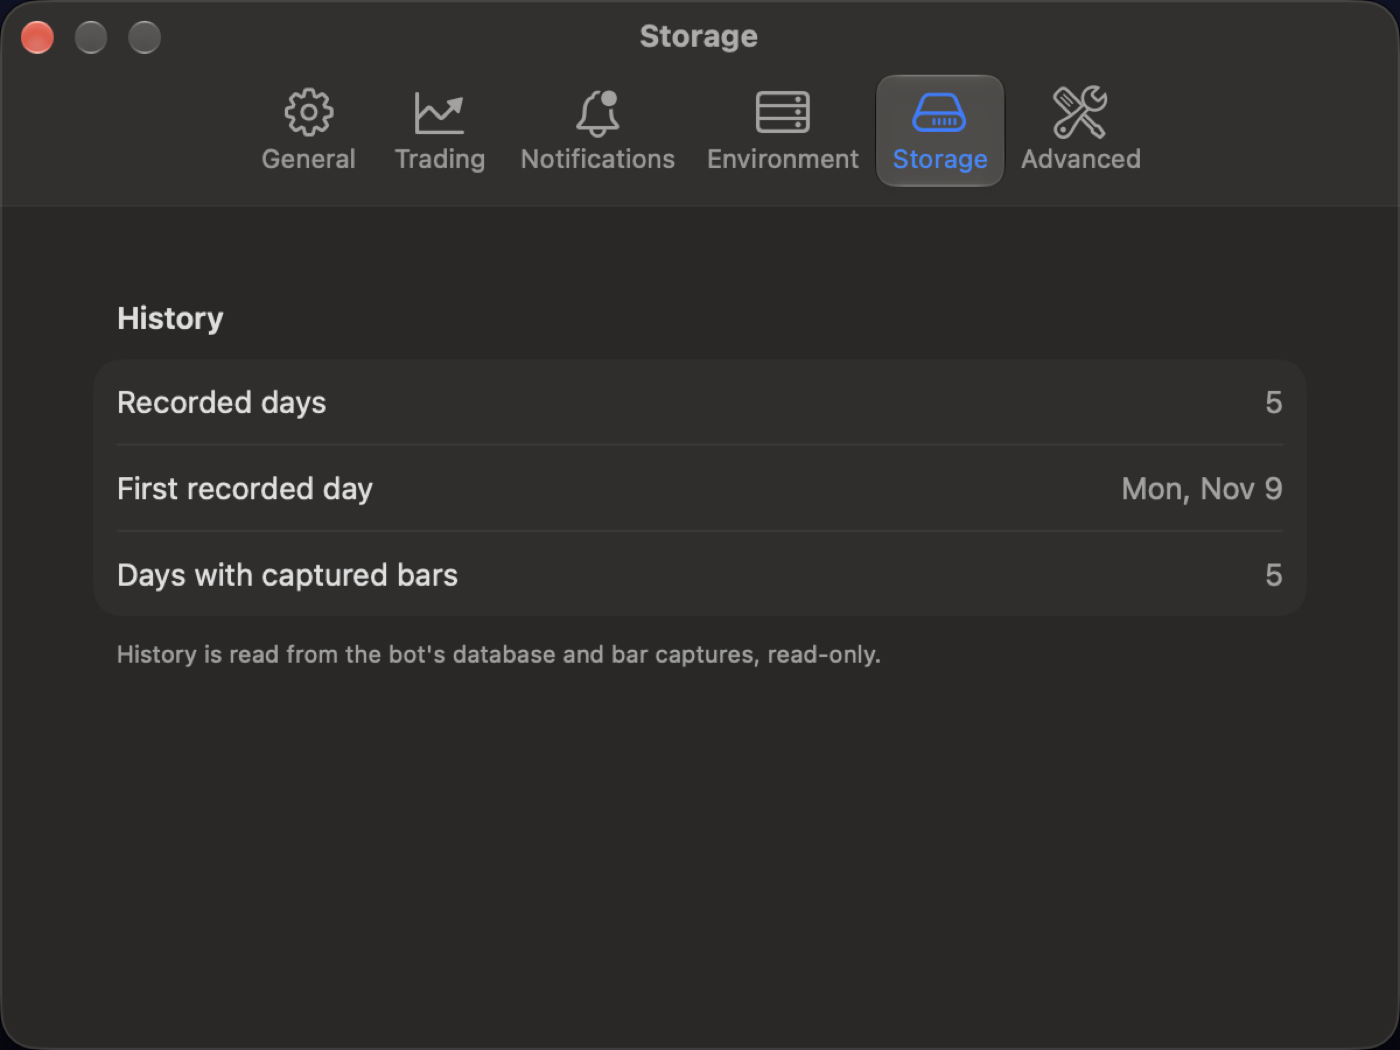 Storage
General
Trading
Notifications
Environment
Storage
Advanced
History
Recorded days
5
First recorded day
Mon, Nov 9
Days with captured bars
5
History is read from the bot's database and bar captures, read-only.